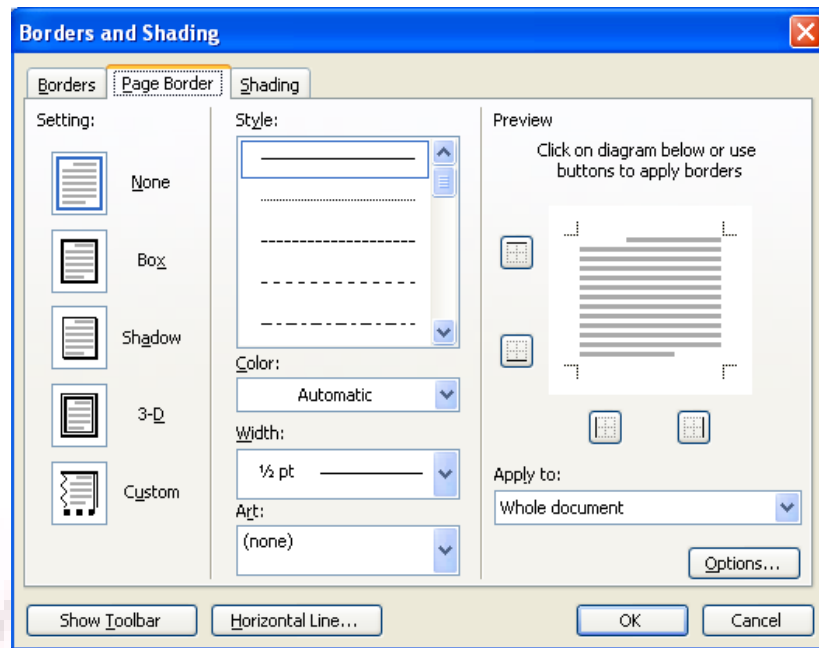 Borders and Shading
Borders
Page Border
Shading
Setting:
None
Box
Shadow
3-D
Custom
Style:
Color:
Automatic
Width:
½ pt
Art:
(none)
Preview
Click on diagram below or use
buttons to apply borders
Apply to:
Whole document
Options...
Show Toolbar
Horizontal Line...
OK
Cancel